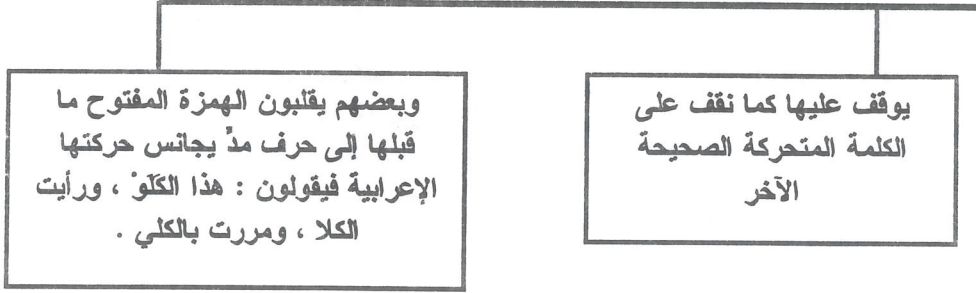 يوقف عليها كما نقف على
الكلمة المتحركة الصحيحة
الآخر
وبعضهم يقلبون الهمزة المفتوح ما
قبلها إلى حرف مدٍّ يجانس حركتها
الإعرابية فيقولون : هذا الكَلَوْ ، ورأيت
الكلا ، ومررت بالكلي .